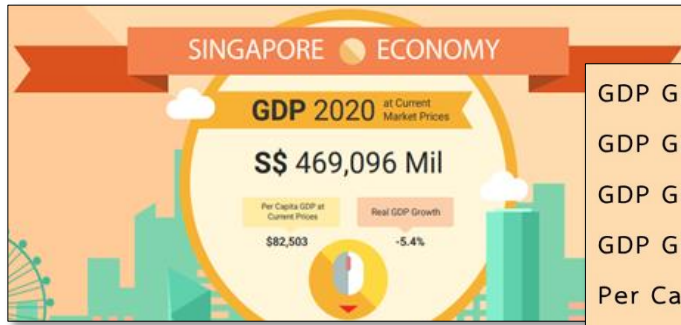 SINGAPORE ECONOMY
GDP 2020 at Current Market Prices
S$ 469,096 Mil
Per Capita GDP at Current Prices
Real GDP Growth
$82,503
-5.4%
GDP G
GDP G
GDP G
GDP G
Per Ca